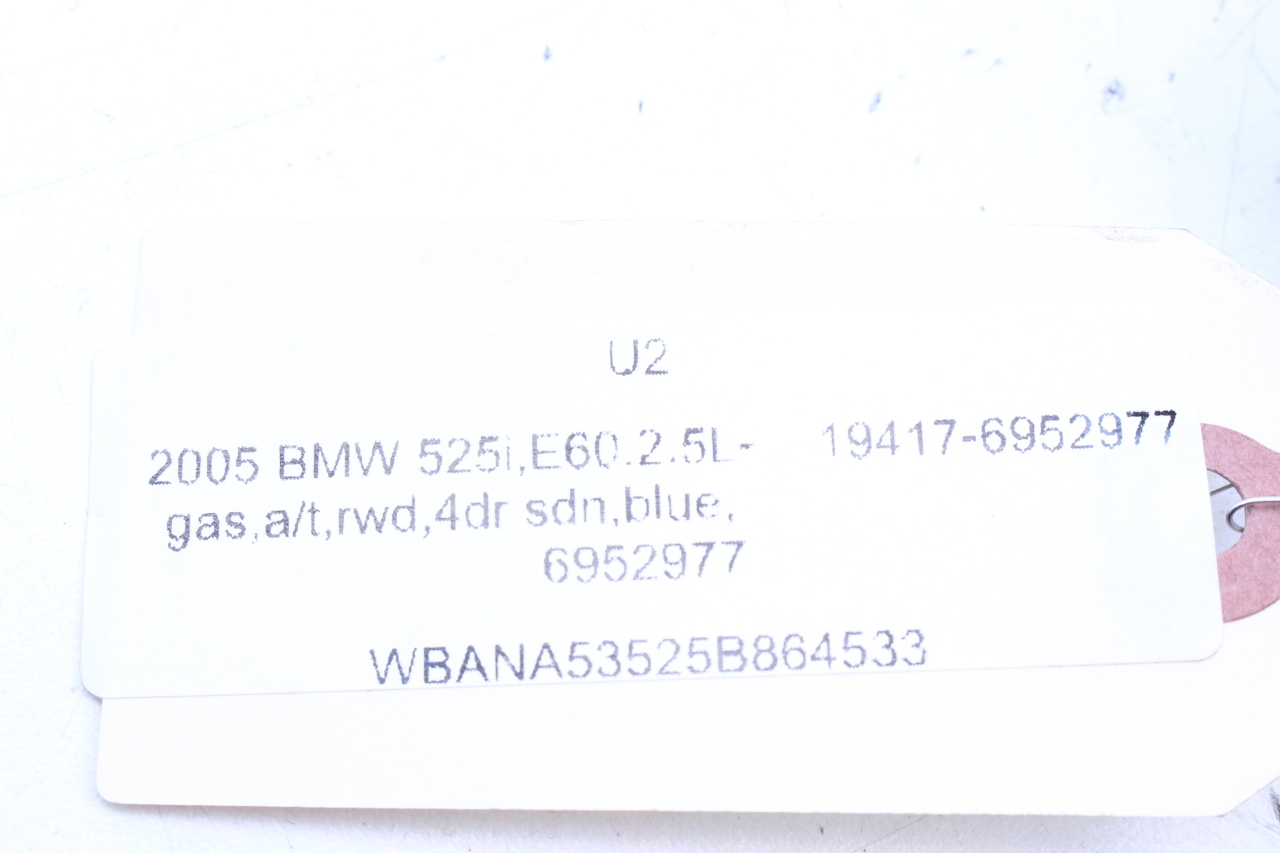 U2
2005 BMW 525i,E60.2.5L- 19417-6952977
gas,a/t,rwd,4dr sdn,blue,
6952977
WBANA53525B864533